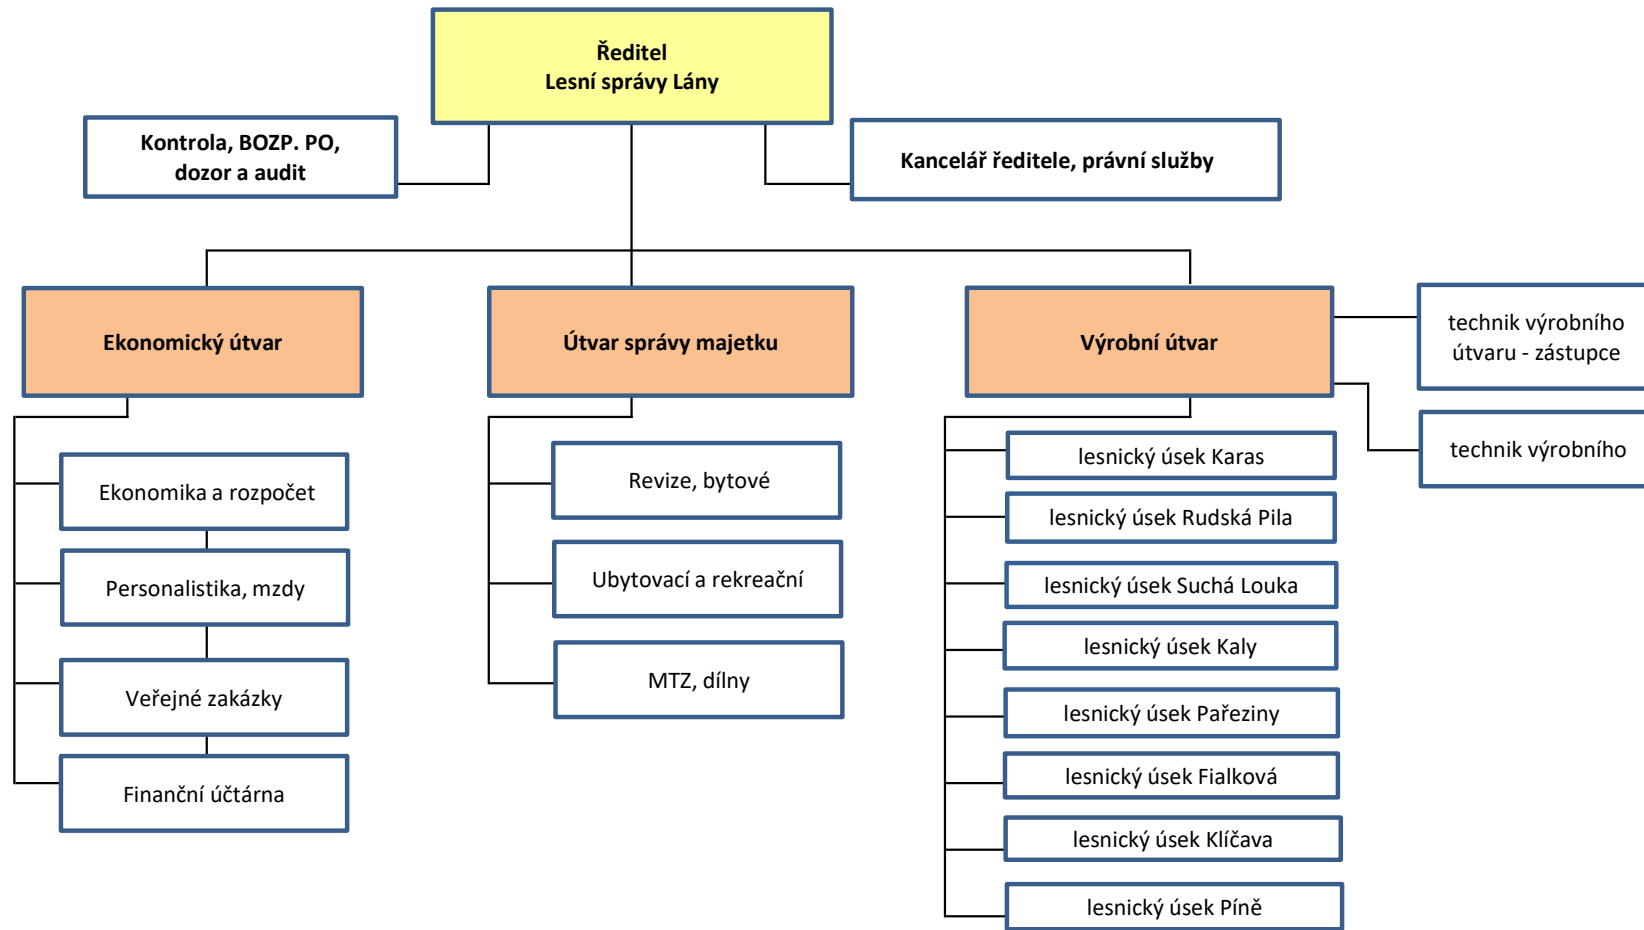 Ředitel
Lesní správy Lány
Kontrola, BOZP. PO,
dozor a audit
Kancelář ředitele, právní služby
Ekonomický útvar
Útvar správy majetku
Výrobní útvar
technik výrobního
útvaru - zástupce
technik výrobního
Ekonomika a rozpočet
Personalistika, mzdy
Veřejné zakázky
Finanční účtárna
Revize, bytové
Ubytovací a rekreační
MTZ, dílny
lesnický úsek Karas
lesnický úsek Rudská Pila
lesnický úsek Suchá Louka
lesnický úsek Kaly
lesnický úsek Pařeziny
lesnický úsek Fialková
lesnický úsek Klíčava
lesnický úsek Píně